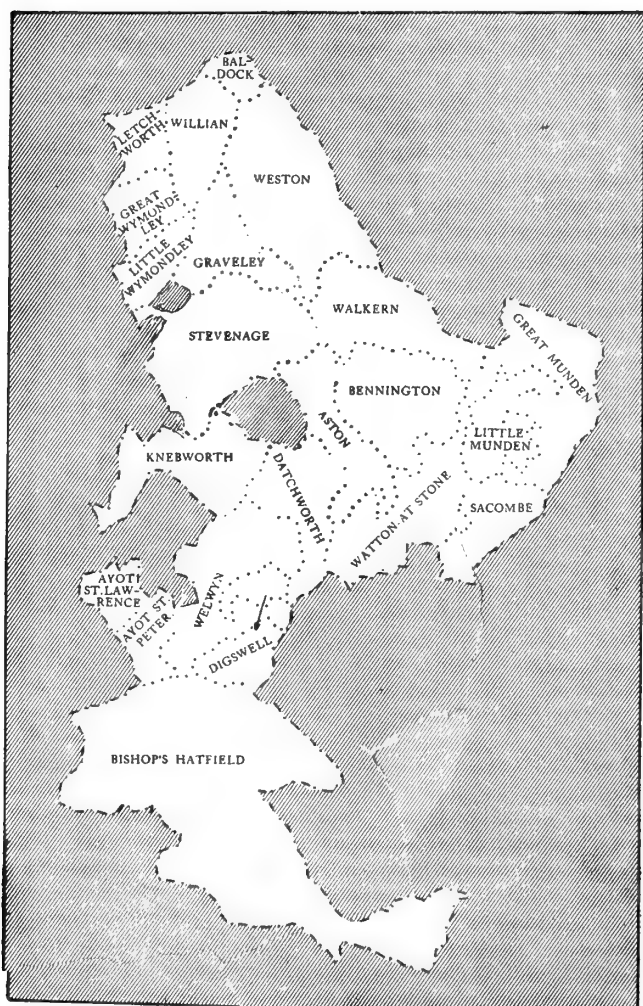 BAL-
DOCK
LETCH-
WORTH
WILLIAN
WESTON
GREAT
WYMOND-
LEY
LITTLE
WYMONDLEY
GRAVELEY
WALKERN
STEVENAGE
GREAT MUNDEN
BENNINGTON
ASTON
LITTLE
MUNDEN
KNEBWORTH
DATCHWORTH
WATTON-AT STONE
SACOMBE
AYOT
ST. LAW-
RENCE
AYOT ST.
PETER
WELWYN
DIGSWELL
BISHOP'S HATFIELD